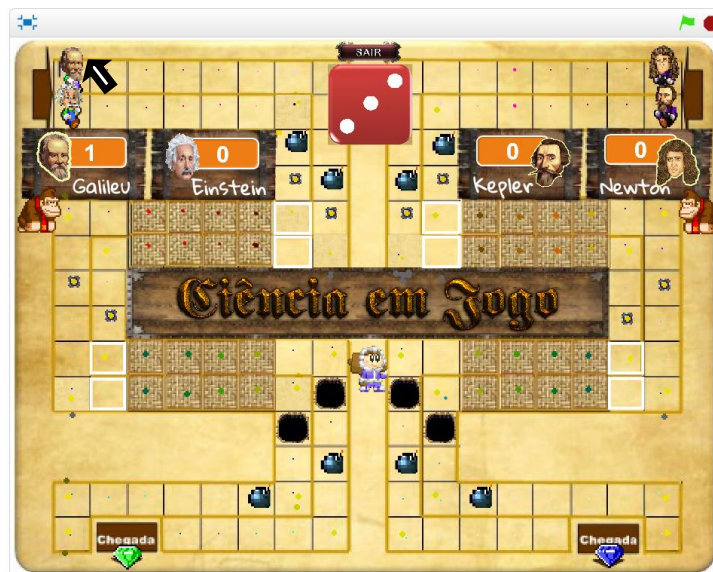 SAIR
1
Galileu
0
Einstein
0
Kepler
0
Newton
Ciência em Jogo
Chegada
Chegada